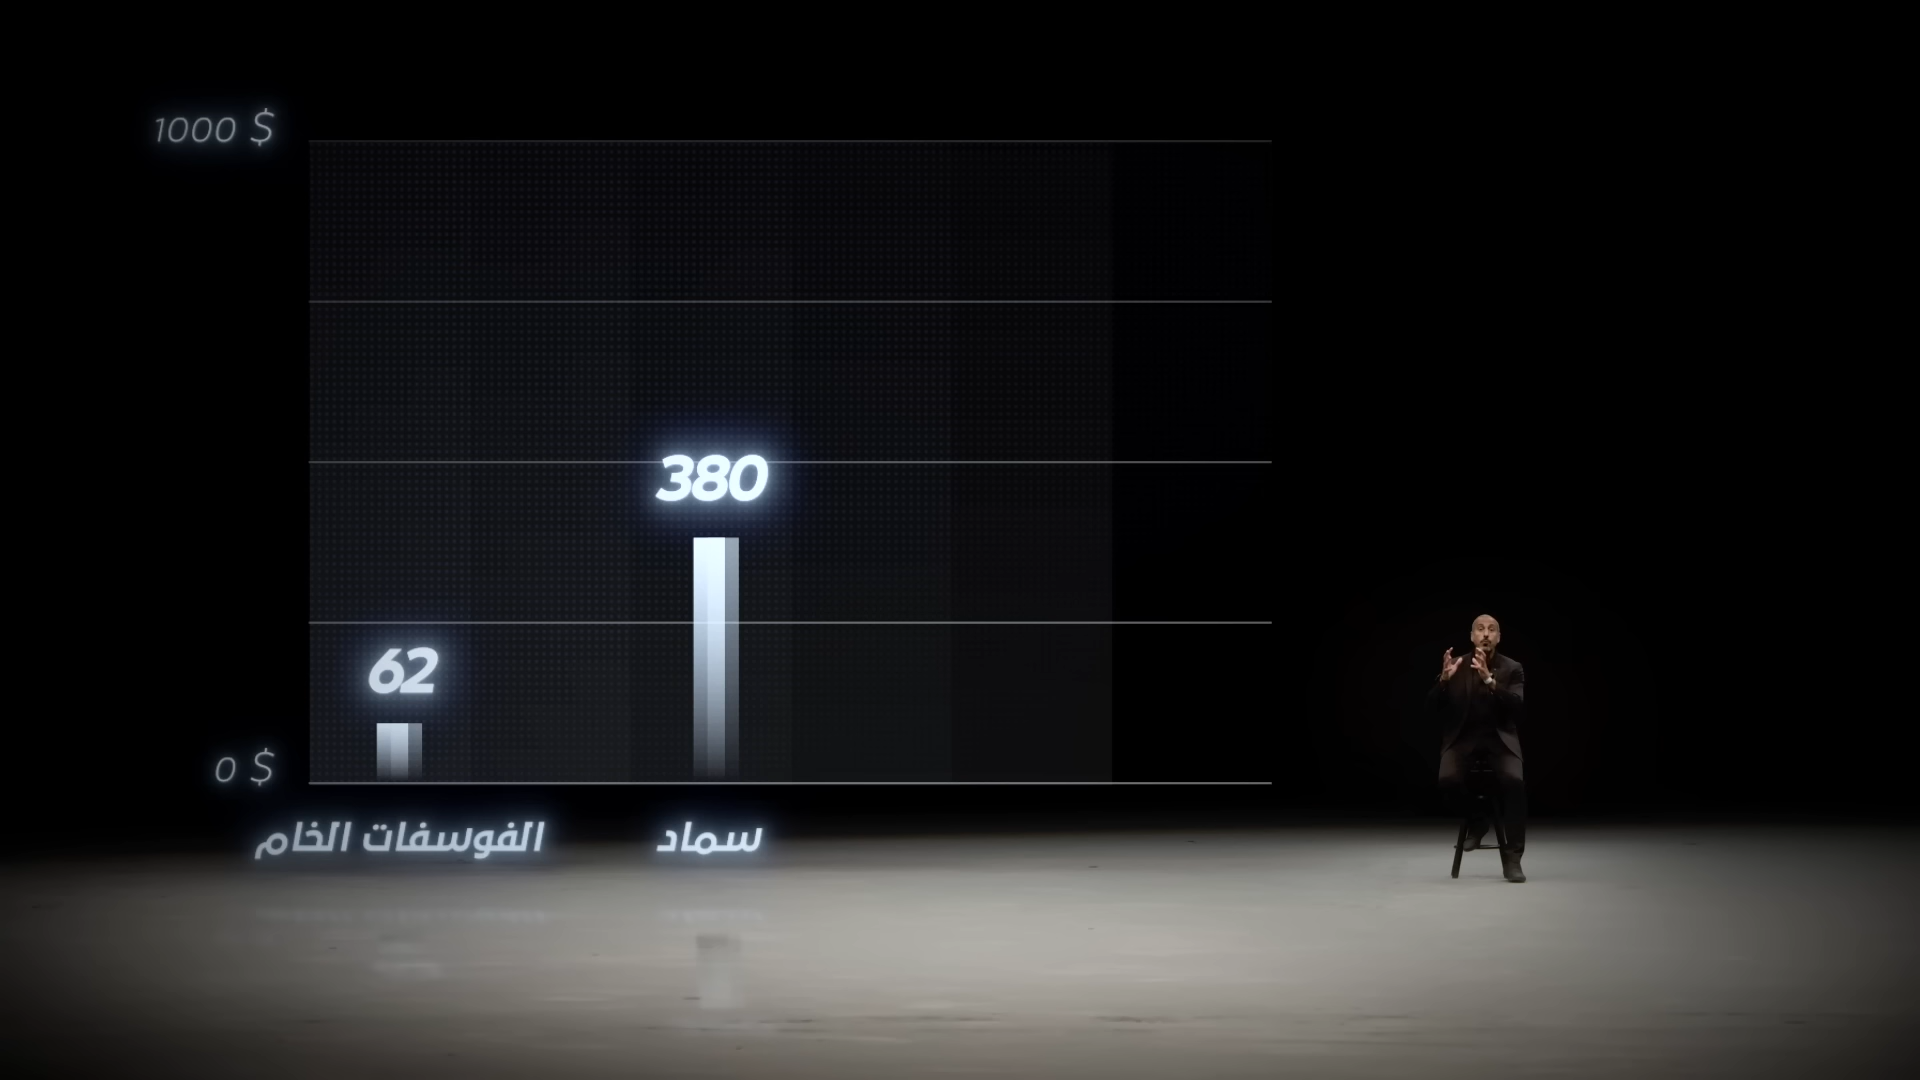 1000 $
380
62
0 $
الفوسفات الخام
سماد